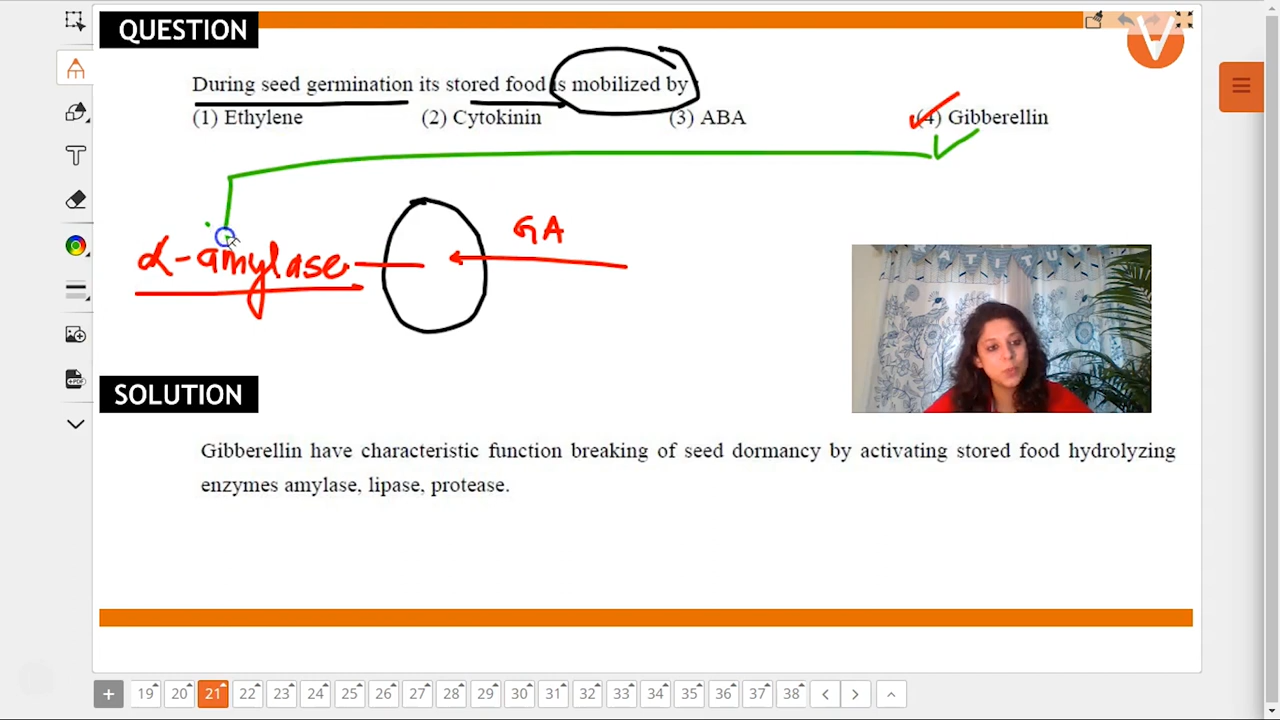 QUESTION
During seed germination its stored food is mobilized by
(1) Ethylene (2) Cytokinin (3) ABA (4) Gibberellin
GA
α-amylase
SOLUTION
Gibberellin have characteristic function breaking of seed dormancy by activating stored food hydrolyzing
enzymes amylase, lipase, protease.
19 20 21 22 23 24 25 26 27 28 29 30 31 32 33 34 35 36 37 38